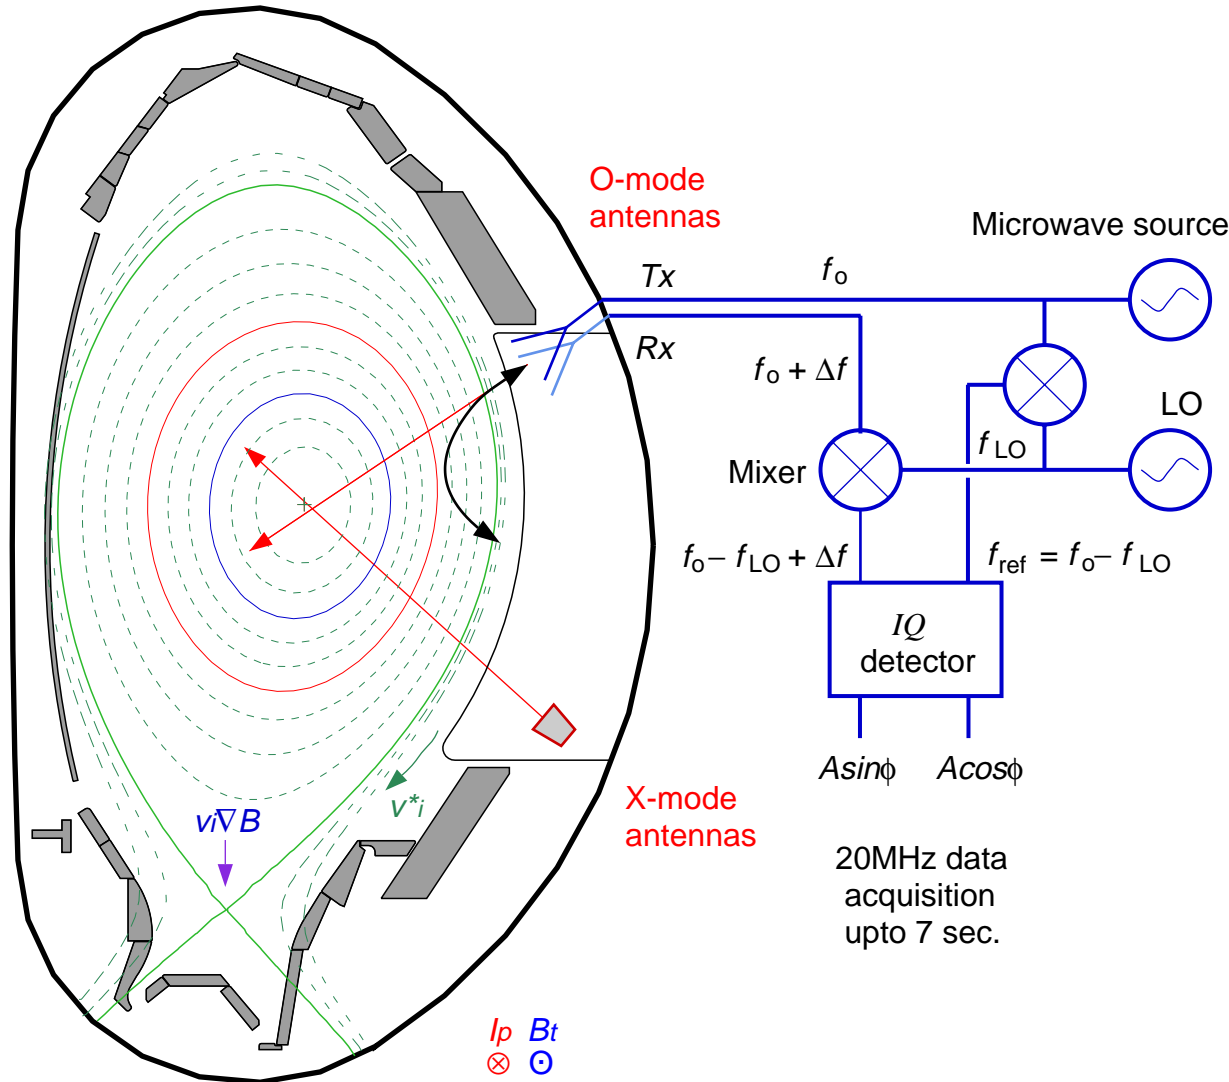 O-mode
antennas
Microwave source
Tx
fo
Rx
fo + Δf
LO
fLO
Mixer
fo – fLO + Δf
fref = fo – fLO
IQ
detector
Asinϕ
Acosϕ
v*i
vi∇B
X-mode
antennas
20MHz data
acquisition
upto 7 sec.
Ip Bt